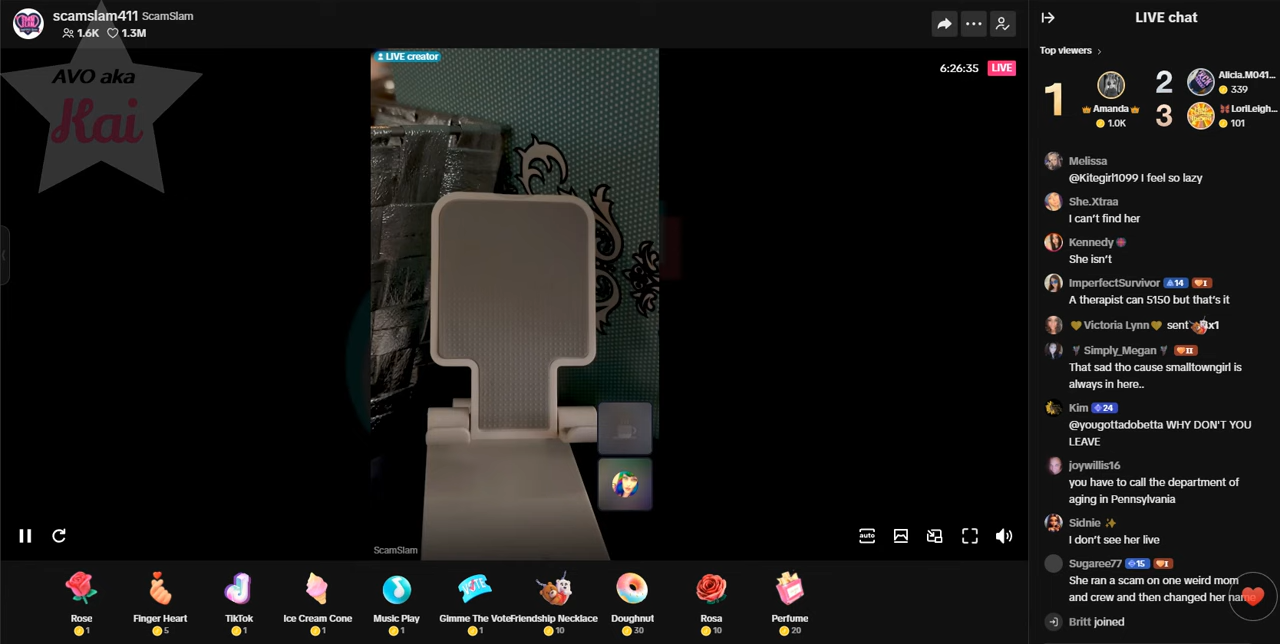 scamslam411 ScamSlam
1.6K 1.3M
AVO aka
Kai
LIVE creator
6:26:35 LIVE
ScamSlam
auto
Rose
1
Finger Heart
5
TikTok
1
Ice Cream Cone
1
Music Play
1
VOTE
Gimme The Vote
1
Friendship Necklace
10
Doughnut
30
Rosa
10
Perfume
20
LIVE chat
Top viewers
1
Amanda
1.0K
2
Alicia.M041...
339
3
LoriLeigh...
101
Melissa
@Kitegirl1099 I feel so lazy
She.Xtraa
I can't find her
Kennedy
She isn't
ImperfectSurvivor 14 I
A therapist can 5150 but that's it
Victoria Lynn sent x1
Simply_Megan II
That sad tho cause smalltowngirl is
always in here..
Kim 24
@yougottadobetta WHY DON'T YOU
LEAVE
joywillis16
you have to call the department of
aging in Pennsylvania
Sidnie
I don't see her live
Sugaree77 15 I
She ran a scam on one weird mom
and crew and then changed her name
Britt joined